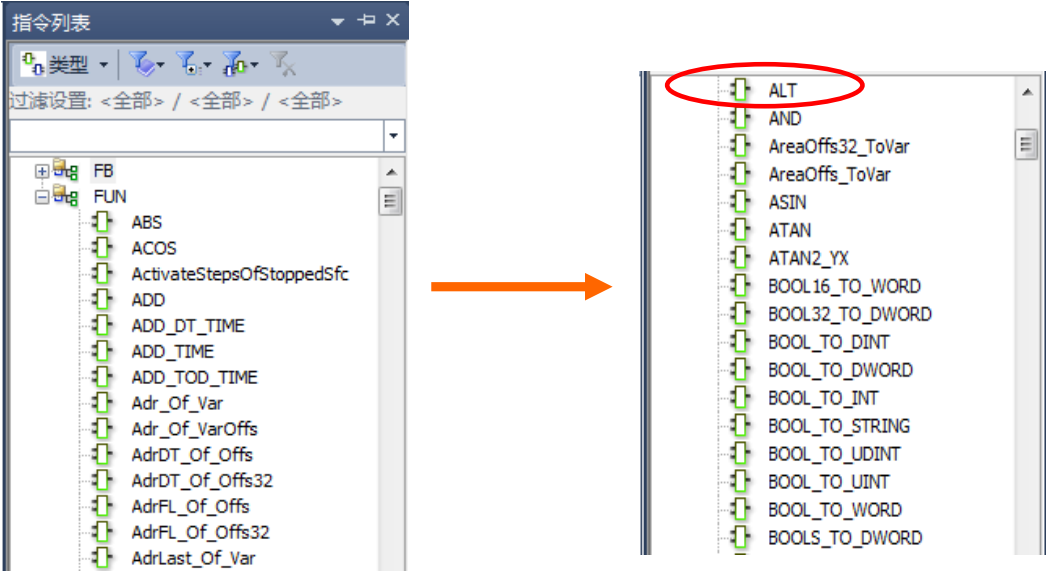 指令列表
类型
过滤设置: <全部> / <全部> / <全部>
FB
FUN
ABS
ACOS
ActivateStepsOfStoppedSfc
ADD
ADD_DT_TIME
ADD_TIME
ADD_TOD_TIME
Adr_Of_Var
Adr_Of_VarOffs
AdrDT_Of_Offs
AdrDT_Of_Offs32
AdrFL_Of_Offs
AdrFL_Of_Offs32
AdrLast_Of_Var
ALT
AND
AreaOffs32_ToVar
AreaOffs_ToVar
ASIN
ATAN
ATAN2_YX
BOOL16_TO_WORD
BOOL32_TO_DWORD
BOOL_TO_DINT
BOOL_TO_DWORD
BOOL_TO_INT
BOOL_TO_STRING
BOOL_TO_UDINT
BOOL_TO_UINT
BOOL_TO_WORD
BOOLS_TO_DWORD